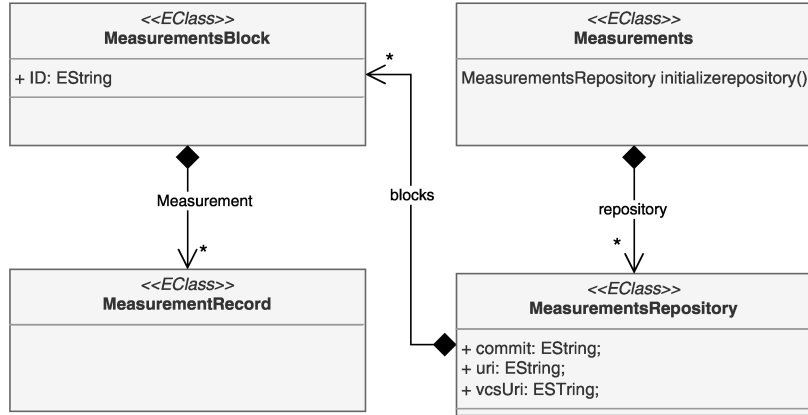 <<EClass>>
MeasurementsBlock
+ ID: EString
*
<<EClass>>
Measurements
MeasurementsRepository initializerepository()
Measurement
*
blocks
repository
*
<<EClass>>
MeasurementRecord
<<EClass>>
MeasurementsRepository
+ commit: EString;
+ uri: EString;
+ vcsUri: ESTring;